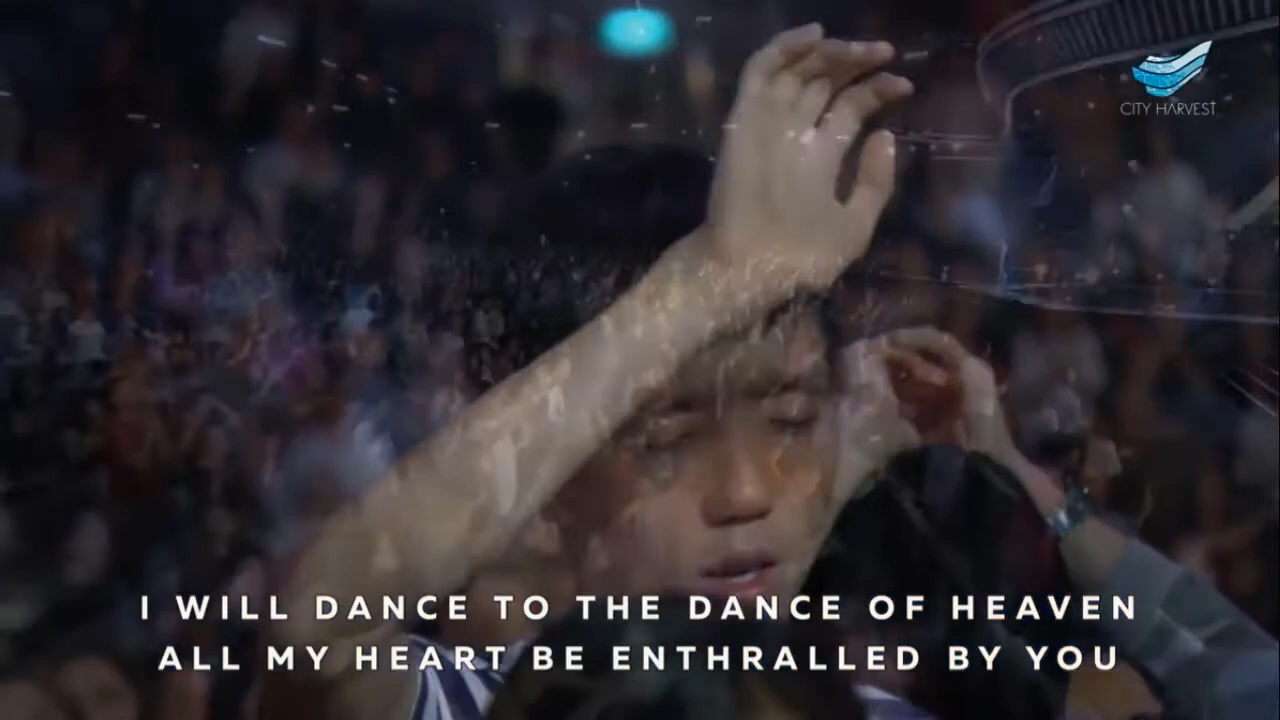 CITY HARVEST
I WILL DANCE TO THE DANCE OF HEAVEN
ALL MY HEART BE ENTHRALLED BY YOU